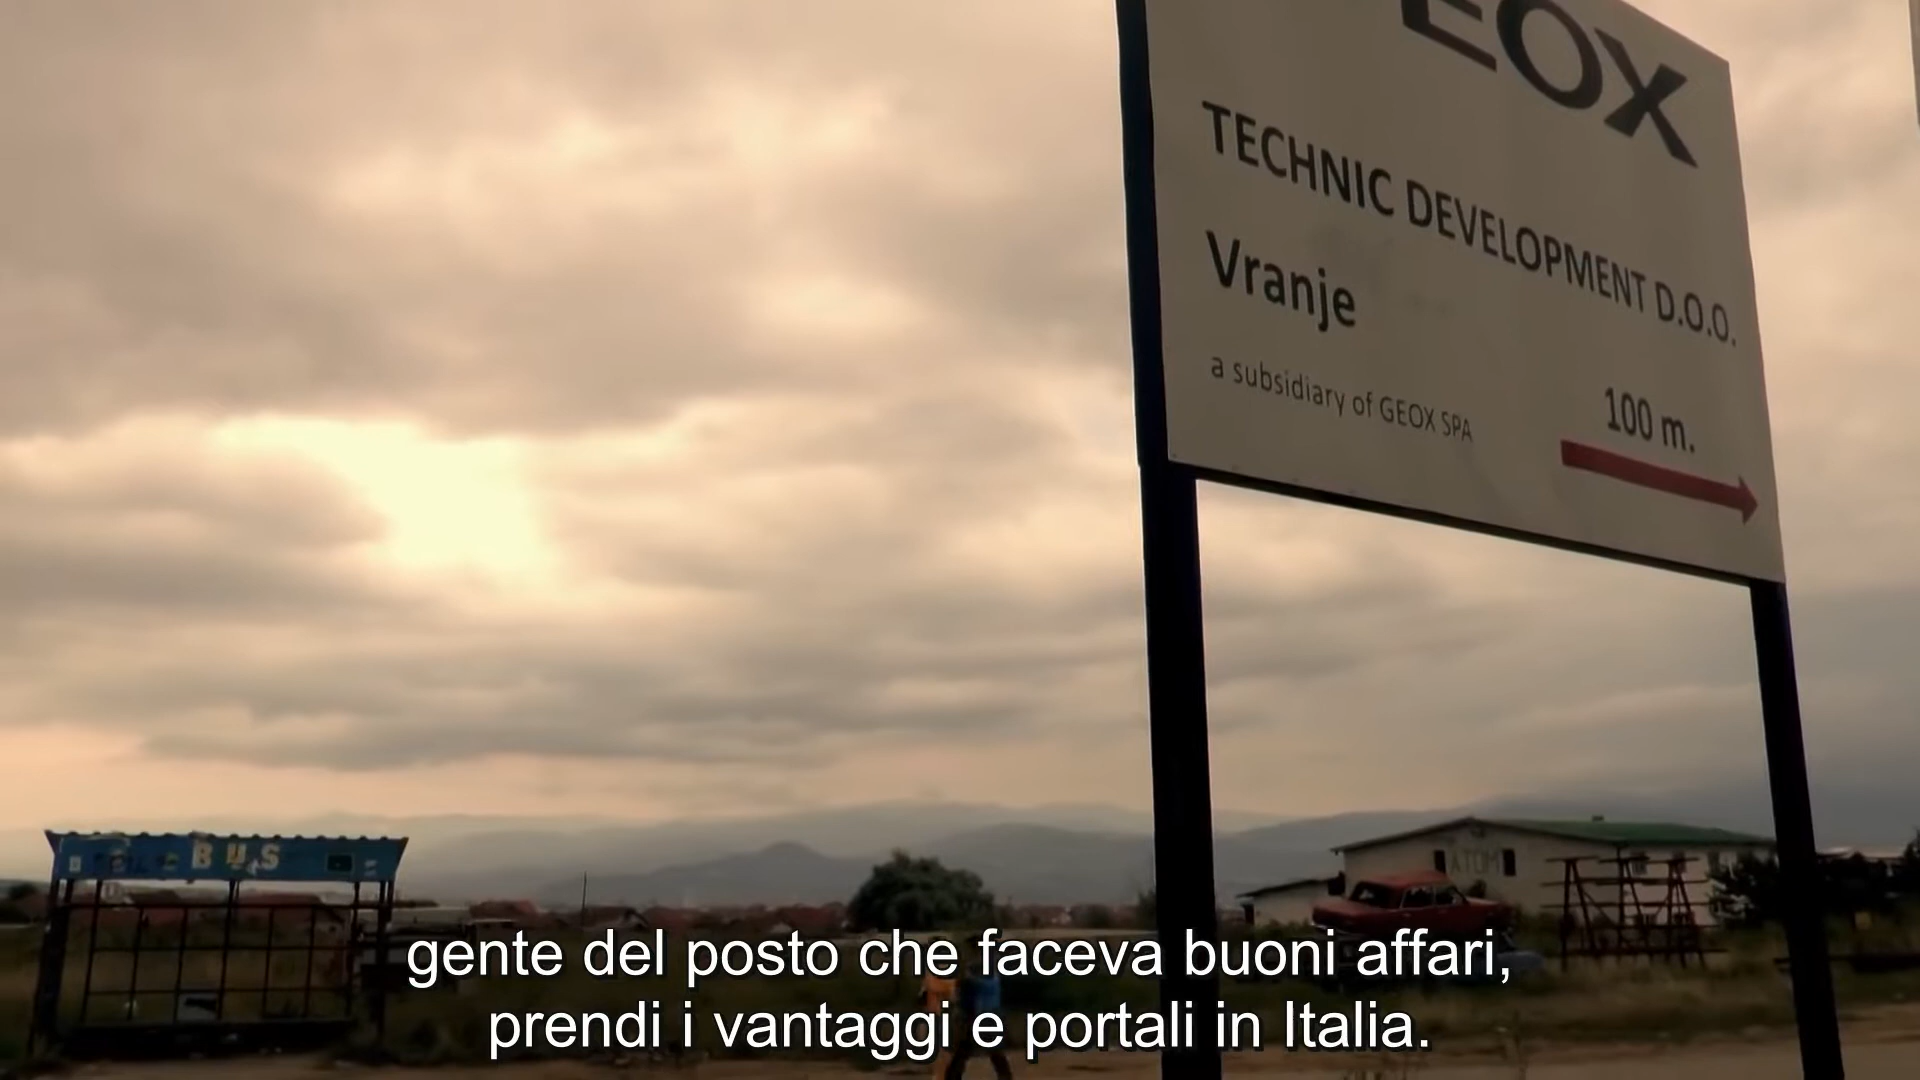 EOX
TECHNIC DEVELOPMENT D.O.O.
Vranje
a subsidiary of GEOX SPA
100 m.
BUS
ATOM
gente del posto che faceva buoni affari,
prendi i vantaggi e portali in Italia.